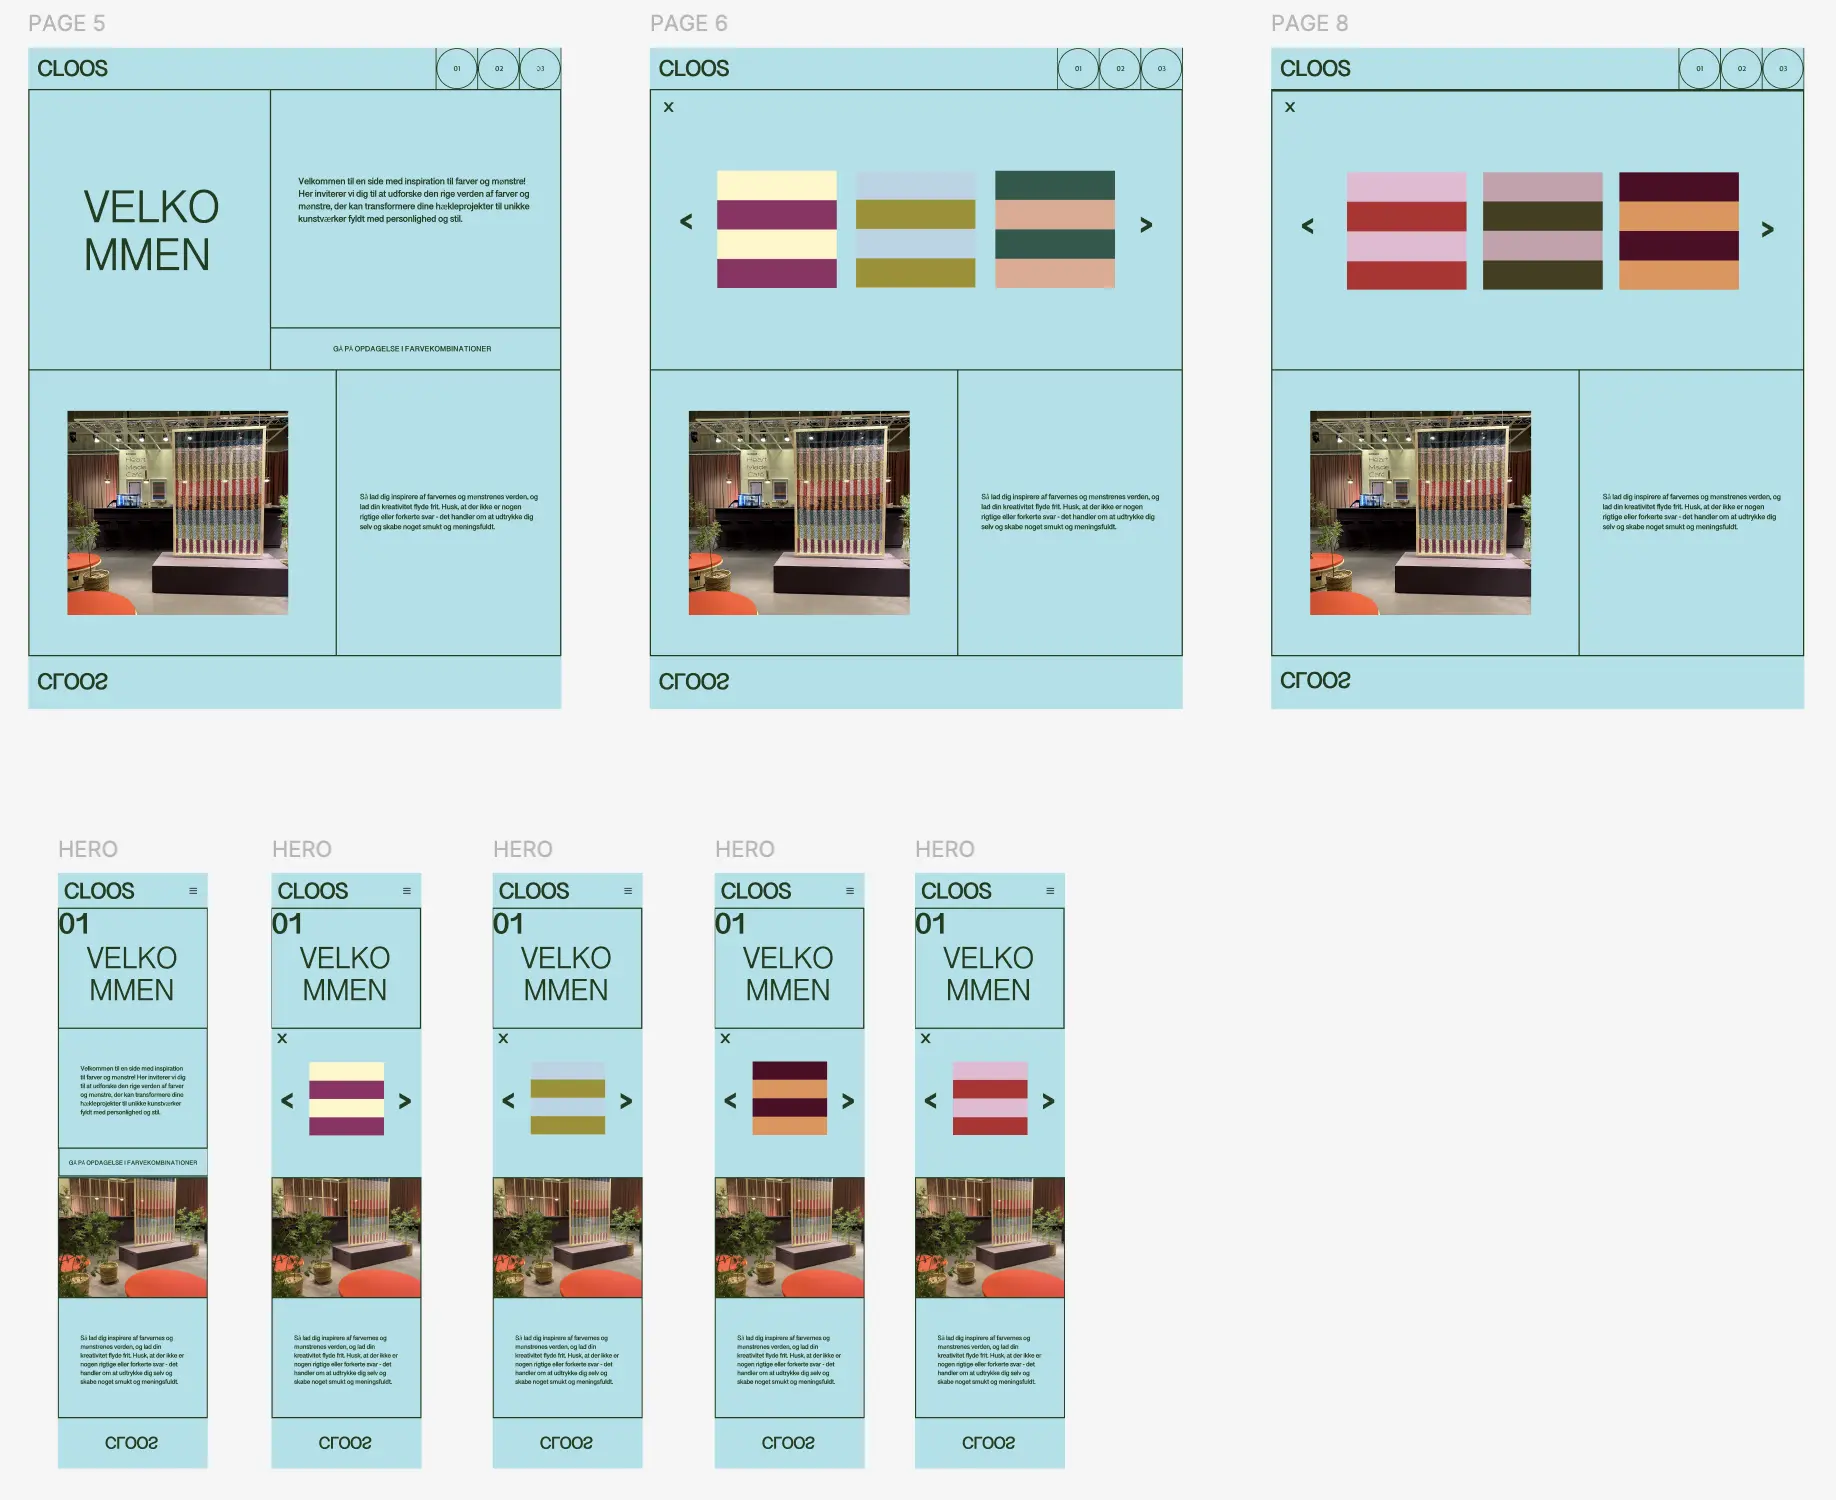 PAGE 5
CLOOS
01 02 03
VELKO
MMEN
Velkommen til en side med inspiration til farver og mønstre!
Her inviterer vi dig til at udforske den rige verden af farver og
mønstre, der kan transformere dine hækleprojekter til unikke
kunstværker fyldt med personlighed og stil.
GÅ PÅ OPDAGELSE I FARVEKOMBINATIONER
Heart
Made
Café
Så lad dig inspirere af farvernes og mønstrenes verden, og
lad din kreativitet flyde frit. Husk, at der ikke er nogen
rigtige eller forkerte svar - det handler om at udtrykke dig
selv og skabe noget smukt og meningsfuldt.
CLOOS
PAGE 6
CLOOS
01 02 03
X
< >
Heart
Made
Café
Så lad dig inspirere af farvernes og mønstrenes verden, og
lad din kreativitet flyde frit. Husk, at der ikke er nogen
rigtige eller forkerte svar - det handler om at udtrykke dig
selv og skabe noget smukt og meningsfuldt.
CLOOS
PAGE 8
CLOOS
01 02 03
X
< >
Heart
Made
Café
Så lad dig inspirere af farvernes og mønstrenes verden, og
lad din kreativitet flyde frit. Husk, at der ikke er nogen
rigtige eller forkerte svar - det handler om at udtrykke dig
selv og skabe noget smukt og meningsfuldt.
CLOOS
HERO
CLOOS
01
VELKO
MMEN
Velkommen til en side med inspiration
til farver og mønstre! Her inviterer vi dig
til at udforske den rige verden af farver
og mønstre, der kan transformere dine
hækleprojekter til unikke kunstværker
fyldt med personlighed og stil.
GÅ PÅ OPDAGELSE I FARVEKOMBINATIONER
Så lad dig inspirere af farvernes og
mønstrenes verden, og lad din
kreativitet flyde frit. Husk, at der ikke er
nogen rigtige eller forkerte svar - det
handler om at udtrykke dig selv og
skabe noget smukt og meningsfuldt.
CLOOS
HERO
CLOOS
01
VELKO
MMEN
X
< >
Så lad dig inspirere af farvernes og
mønstrenes verden, og lad din
kreativitet flyde frit. Husk, at der ikke er
nogen rigtige eller forkerte svar - det
handler om at udtrykke dig selv og
skabe noget smukt og meningsfuldt.
CLOOS
HERO
CLOOS
01
VELKO
MMEN
X
< >
Så lad dig inspirere af farvernes og
mønstrenes verden, og lad din
kreativitet flyde frit. Husk, at der ikke er
nogen rigtige eller forkerte svar - det
handler om at udtrykke dig selv og
skabe noget smukt og meningsfuldt.
CLOOS
HERO
CLOOS
01
VELKO
MMEN
X
< >
Så lad dig inspirere af farvernes og
mønstrenes verden, og lad din
kreativitet flyde frit. Husk, at der ikke er
nogen rigtige eller forkerte svar - det
handler om at udtrykke dig selv og
skabe noget smukt og meningsfuldt.
CLOOS
HERO
CLOOS
01
VELKO
MMEN
X
< >
Så lad dig inspirere af farvernes og
mønstrenes verden, og lad din
kreativitet flyde frit. Husk, at der ikke er
nogen rigtige eller forkerte svar - det
handler om at udtrykke dig selv og
skabe noget smukt og meningsfuldt.
CLOOS